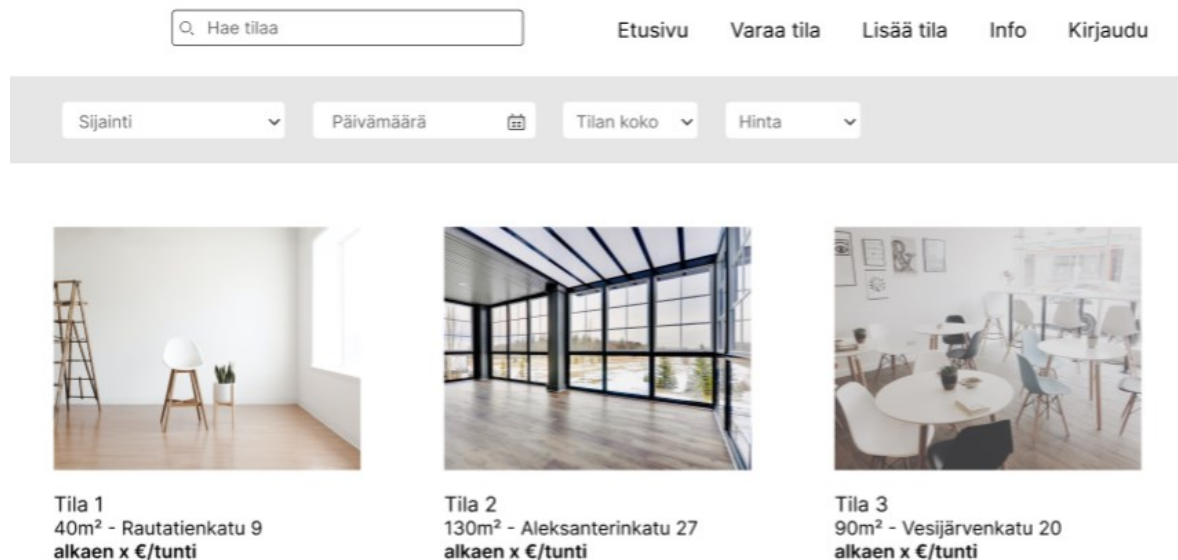 Hae tilaa
Etusivu Varaa tila Lisää tila Info Kirjaudu
Sijainti Päivämäärä Tilan koko Hinta
Tila 1
40m² - Rautatienkatu 9
alkaen x €/tunti
Tila 2
130m² - Aleksanterinkatu 27
alkaen x €/tunti
Tila 3
90m² - Vesijärvenkatu 20
alkaen x €/tunti